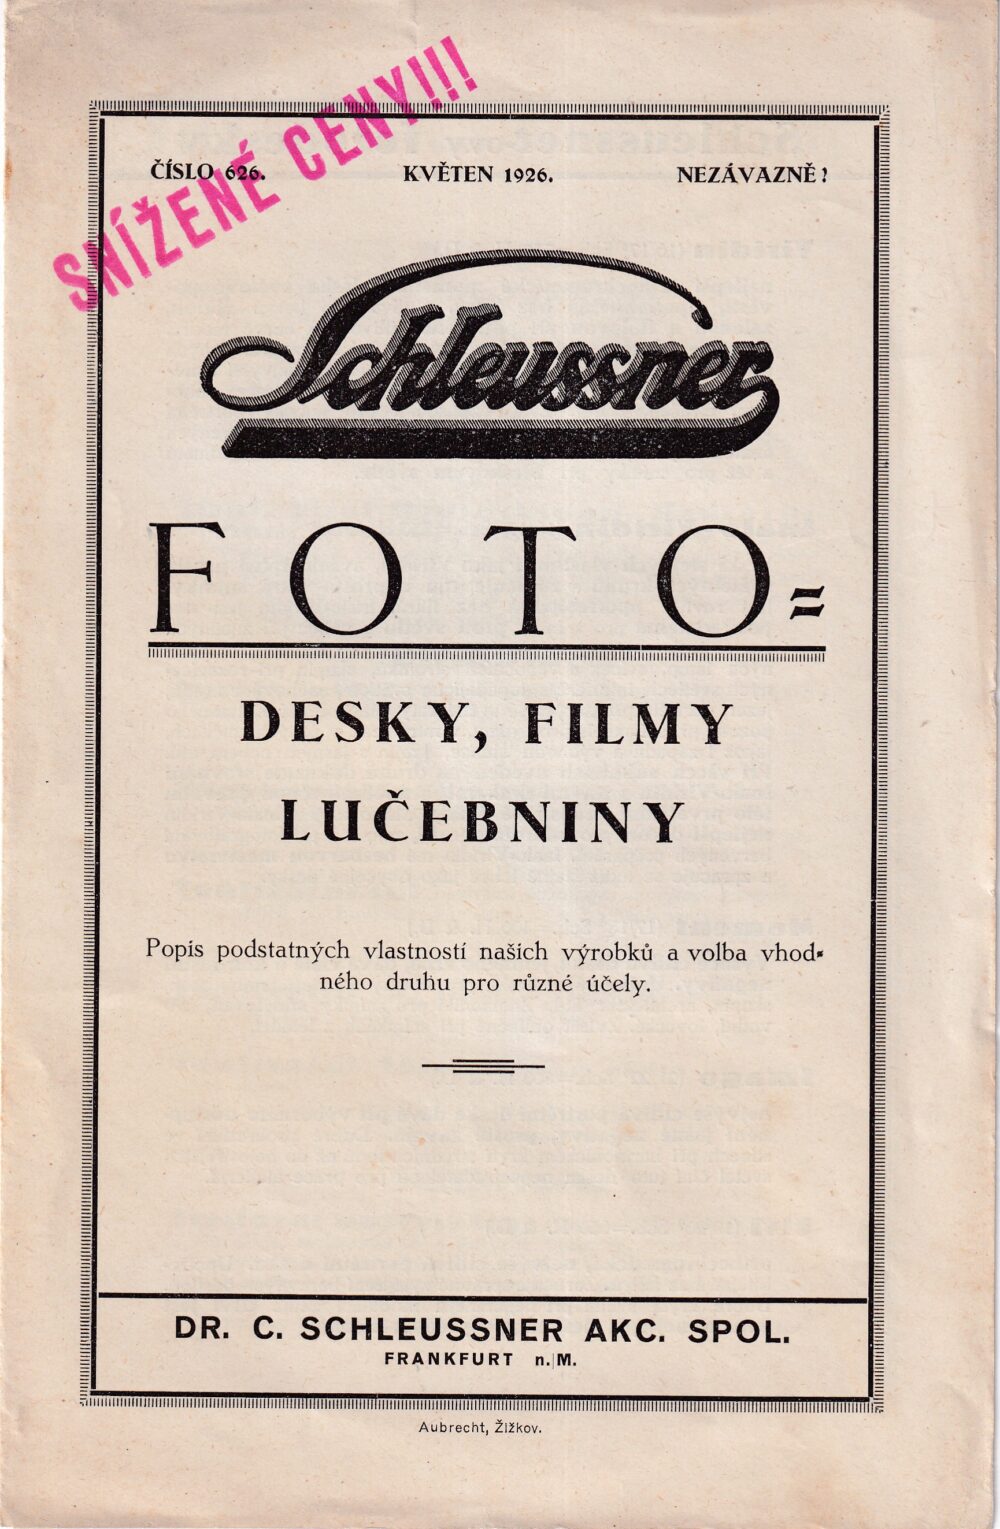 SNÍŽENÉ CENY!!!
ČÍSLO 626. KVĚTEN 1926. NEZÁVAZNĚ!
Schleussner
FOTO=
DESKY, FILMY
LUČEBNINY
Popis podstatných vlastností našich výrobků a volba vhod=
ného druhu pro různé účely.
DR. C. SCHLEUSSNER AKC. SPOL.
FRANKFURT n. M.
Aubrecht, Žižkov.